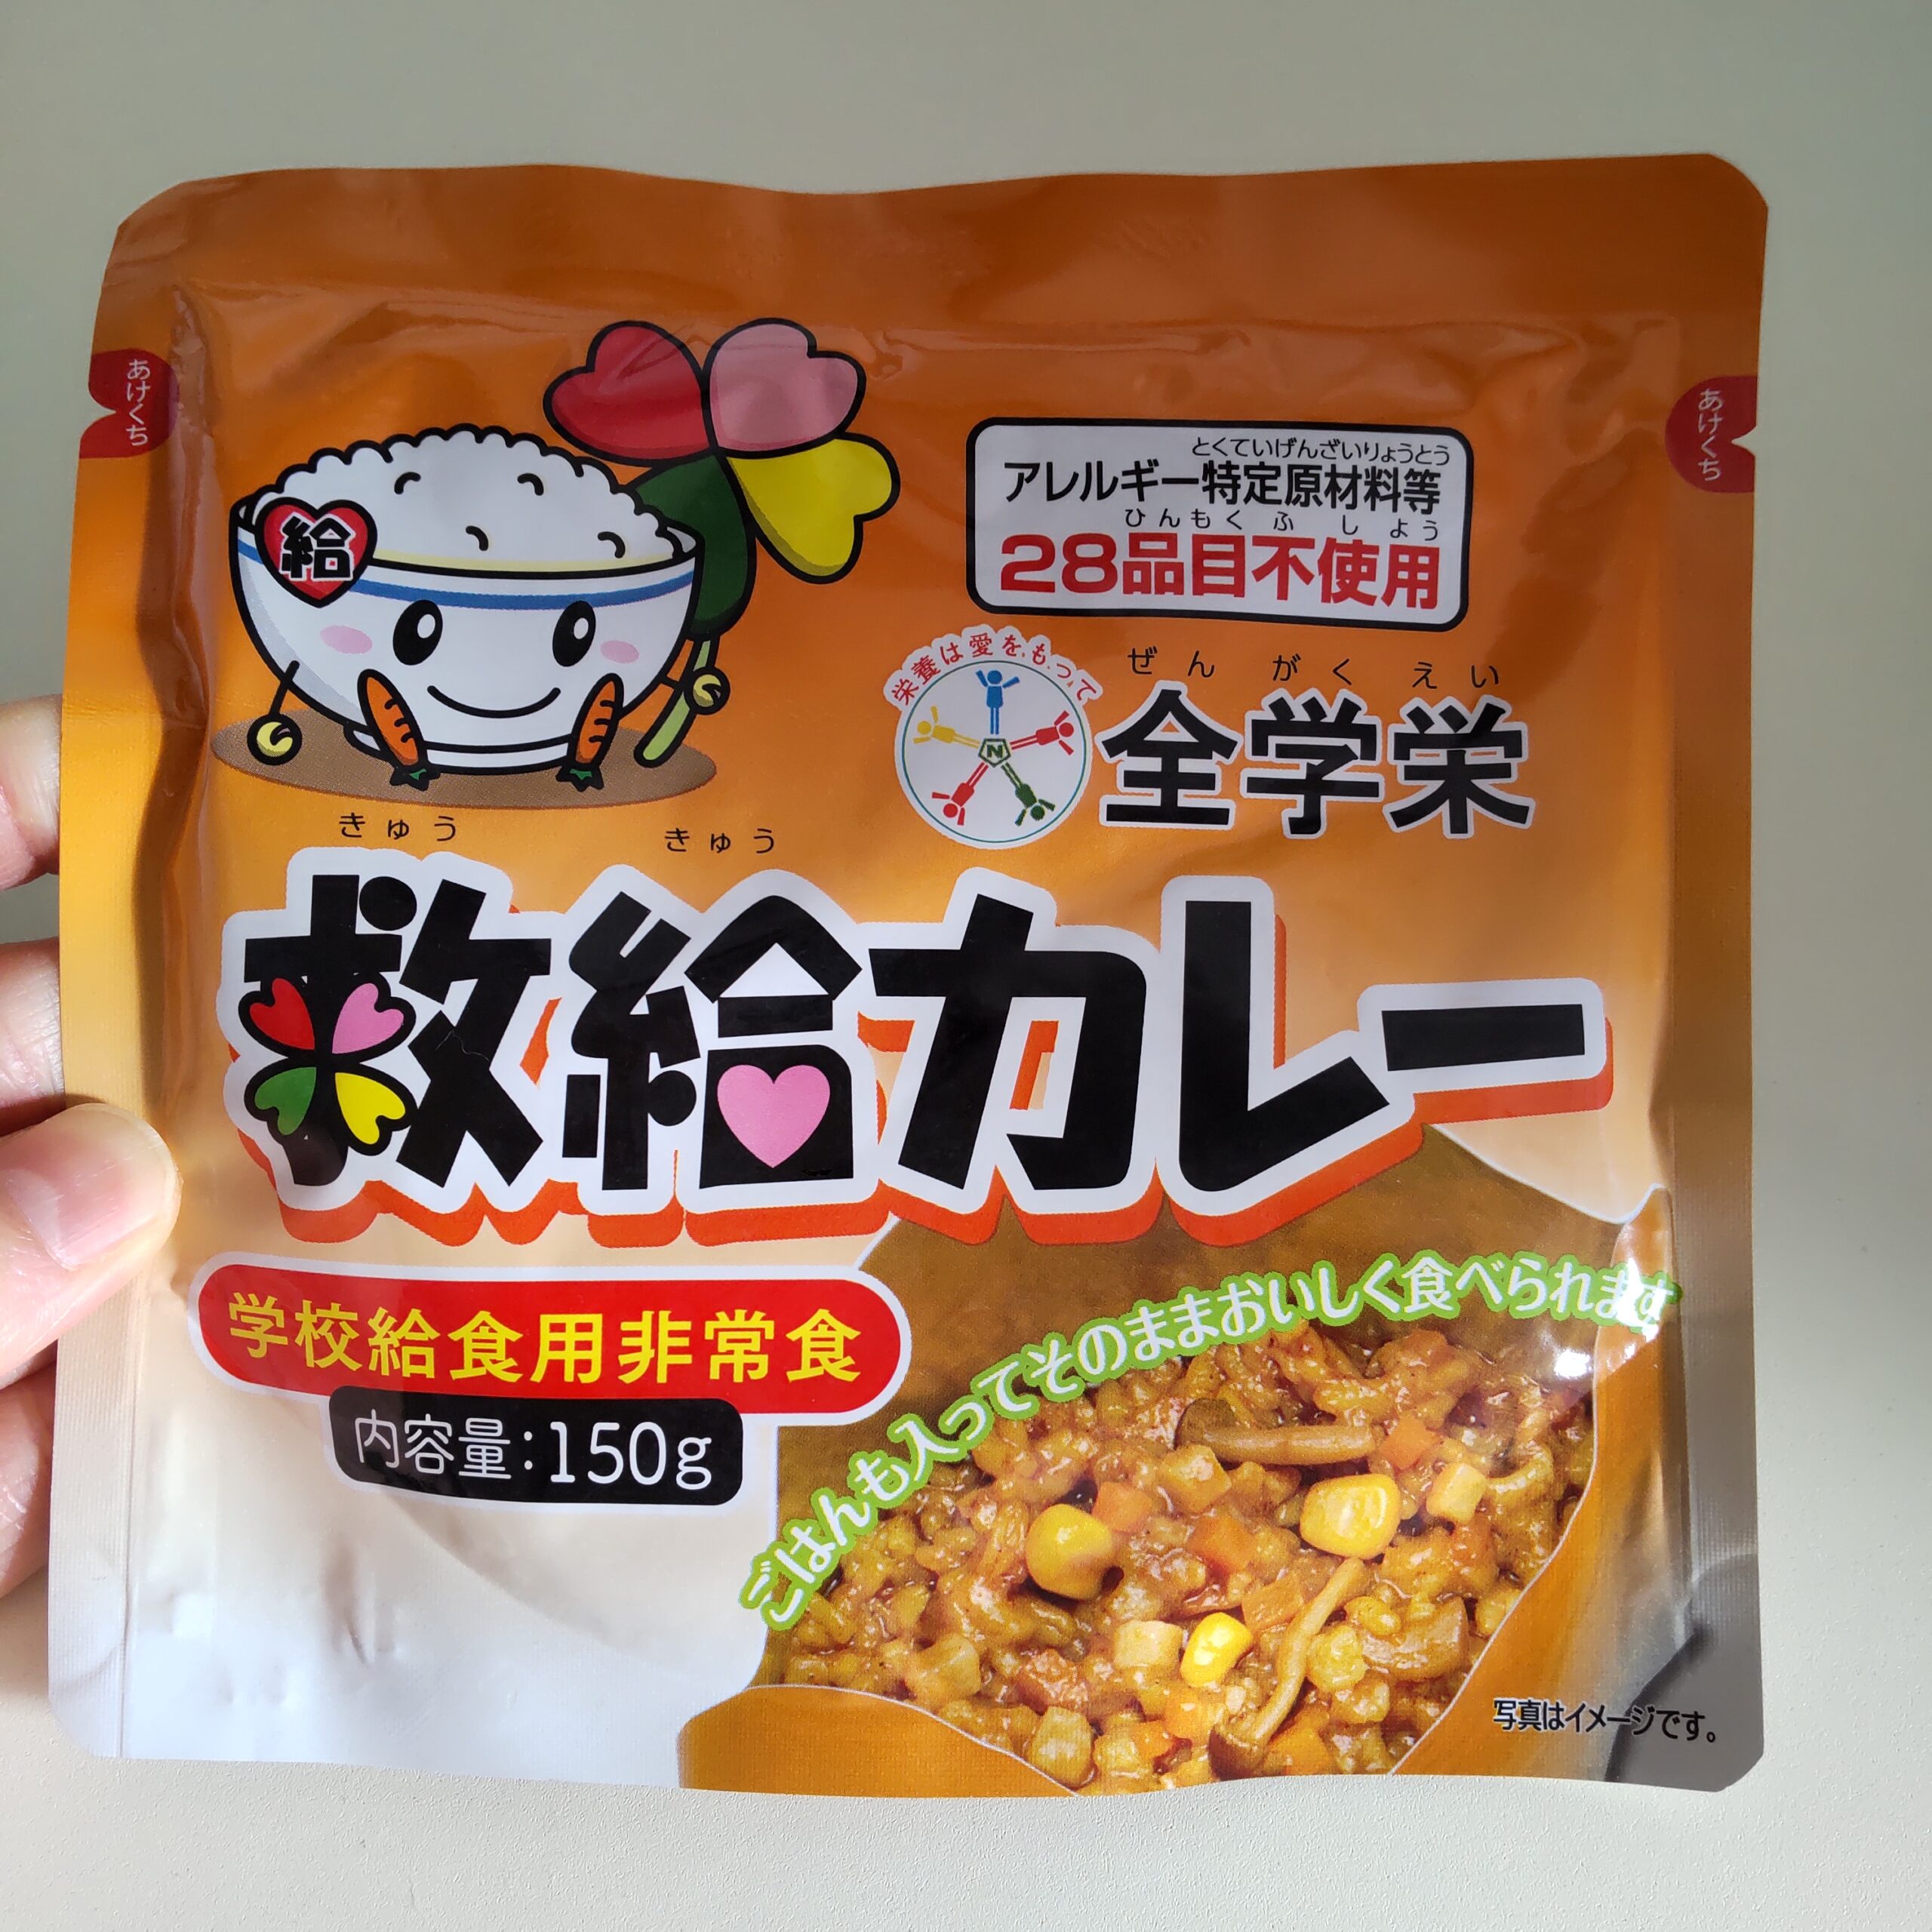 あけくち
あけくち
給
とくていげんざいりょうとう
アレルギー特定原材料等
ひんもくふしよう
28品目不使用
栄養は愛をもって
N
ぜんがくえい
全学栄
きゅう きゅう
救給カレー
学校給食用非常食
内容量:150g
ごはんも入ってそのままおいしく食べられます
写真はイメージです。